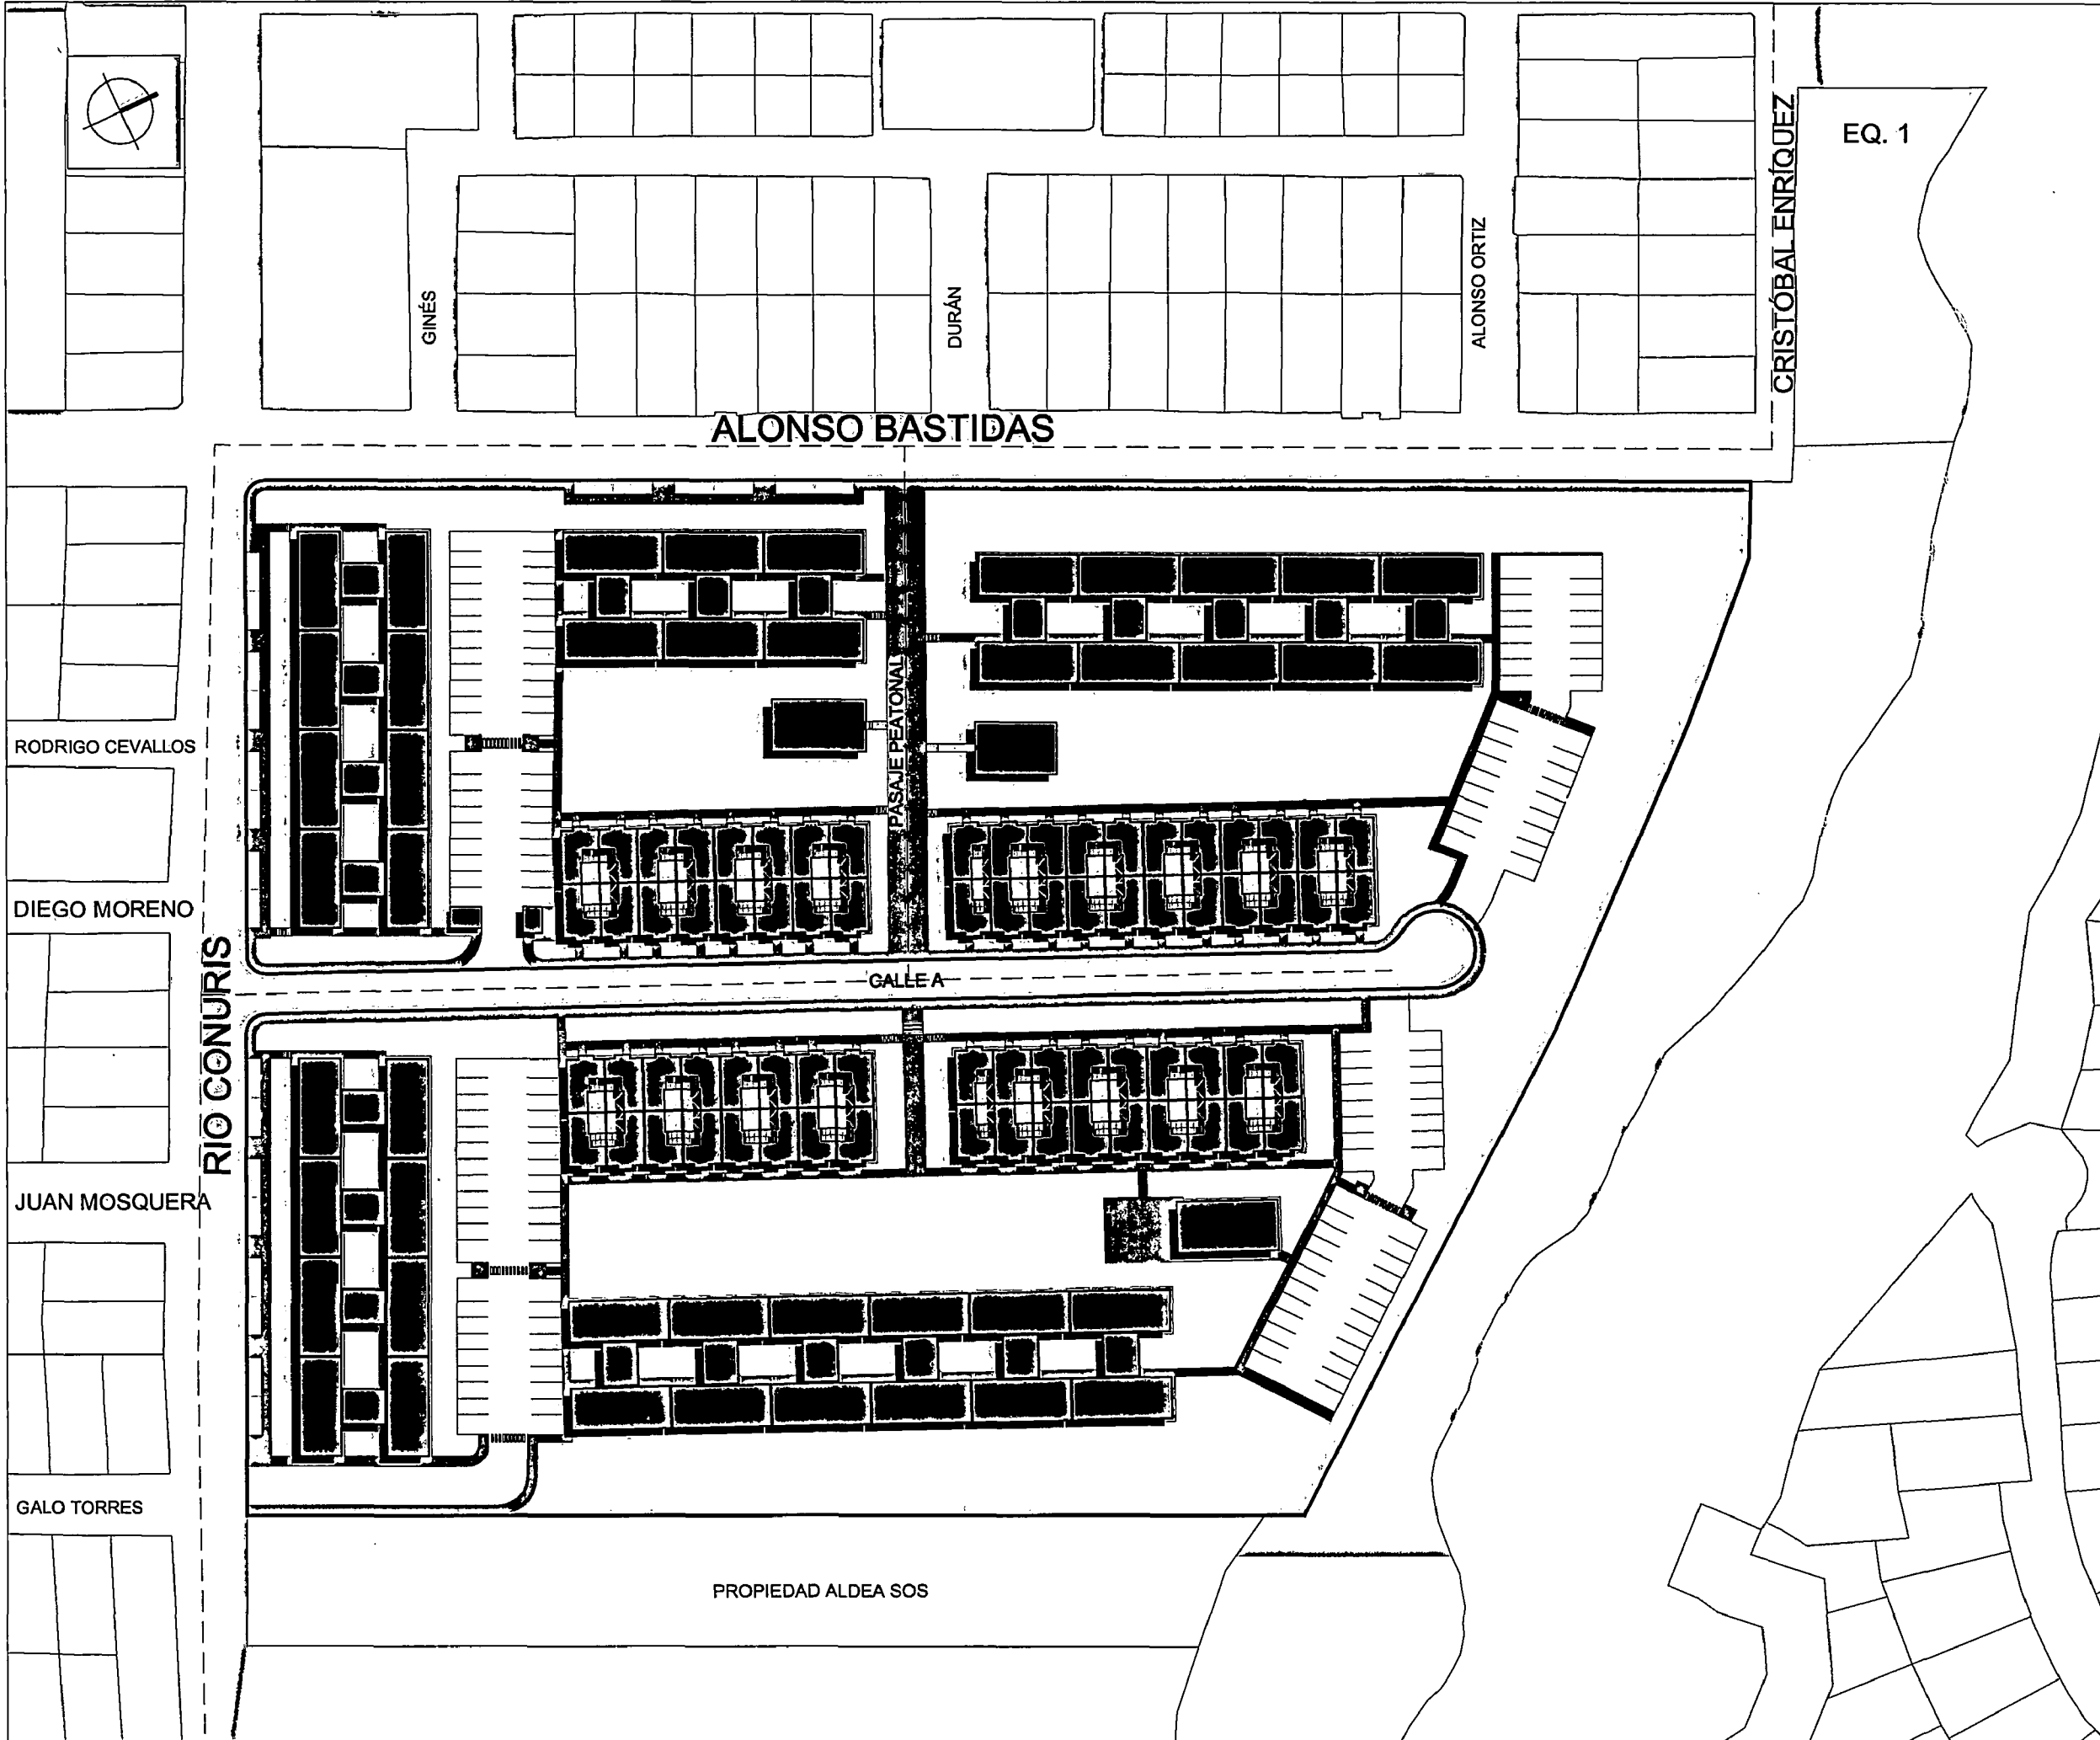 EQ. 1
CRISTÓBAL ENRÍQUEZ
GINÉS
DURÁN
ALONSO ORTIZ
ALONSO BASTIDAS
PASAJE PEATONAL
RODRIGO CEVALLOS
DIEGO MORENO
RIO CONURIS
CALLE A
JUAN MOSQUERA
GALO TORRES
PROPIEDAD ALDEA SOS